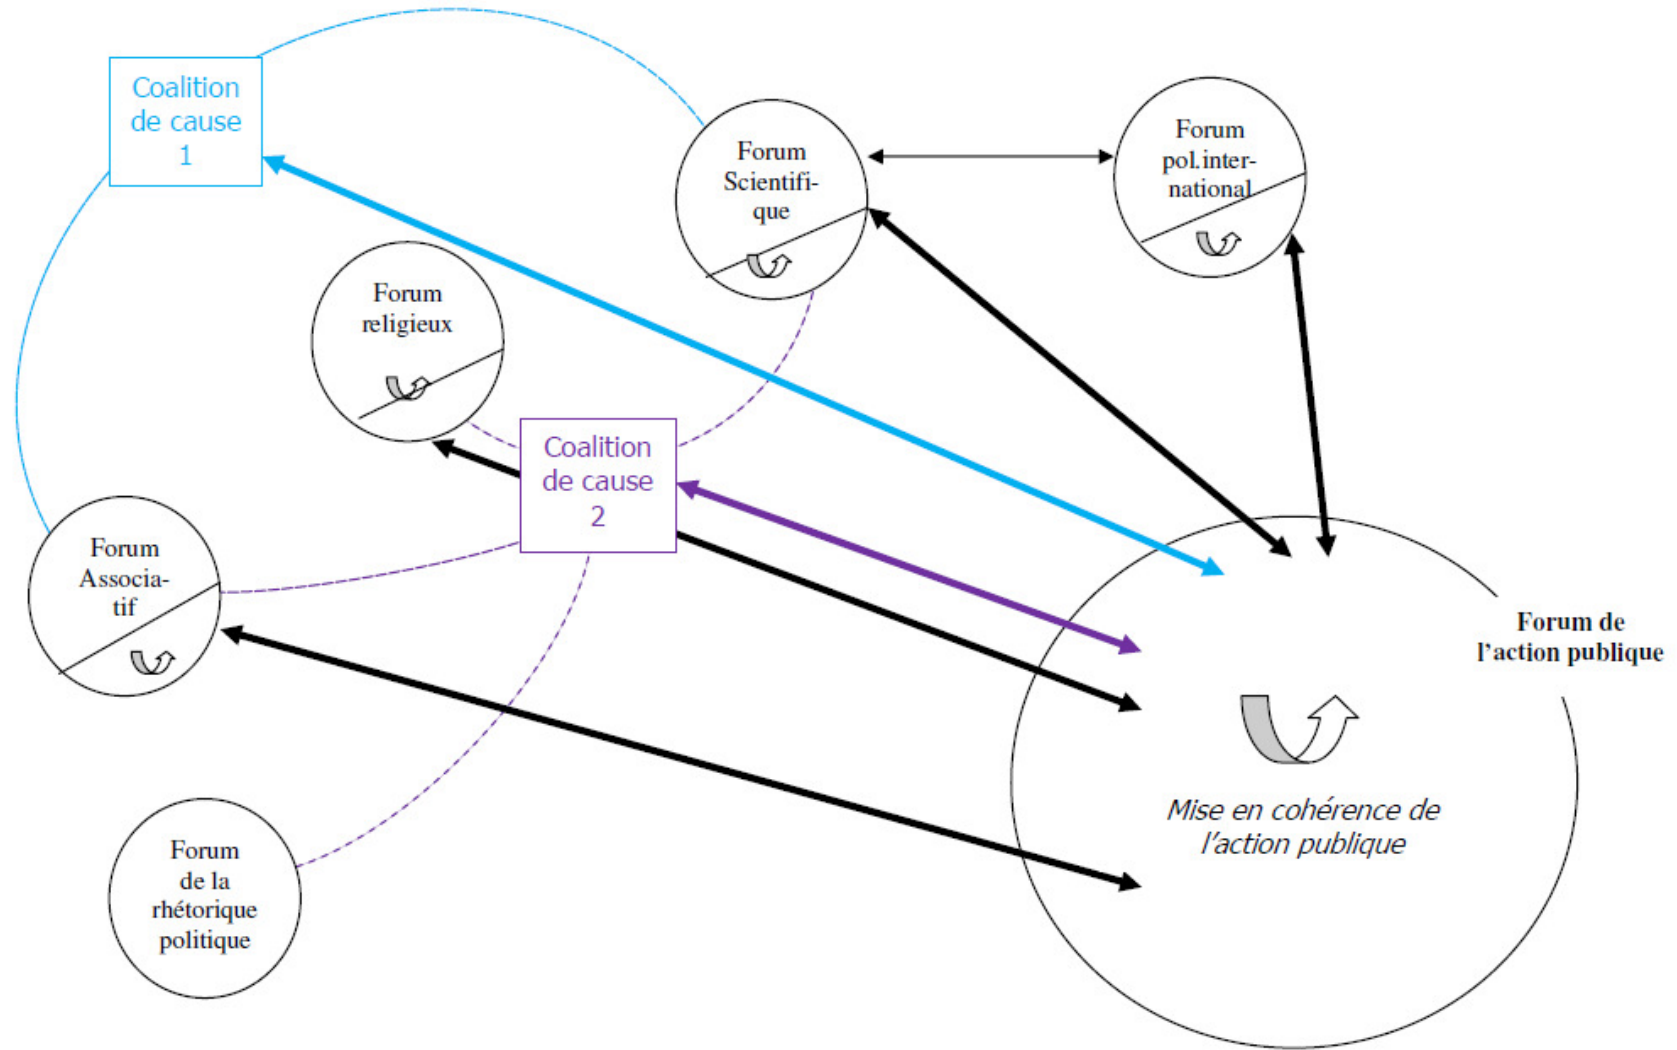 Coalition
de cause
1
Forum
Scientifi-
que
Forum
pol.inter-
national
Forum
religieux
Coalition
de cause
2
Forum
Associa-
tif
Forum de
l’action publique
Mise en cohérence de
l’action publique
Forum
de la
rhétorique
politique